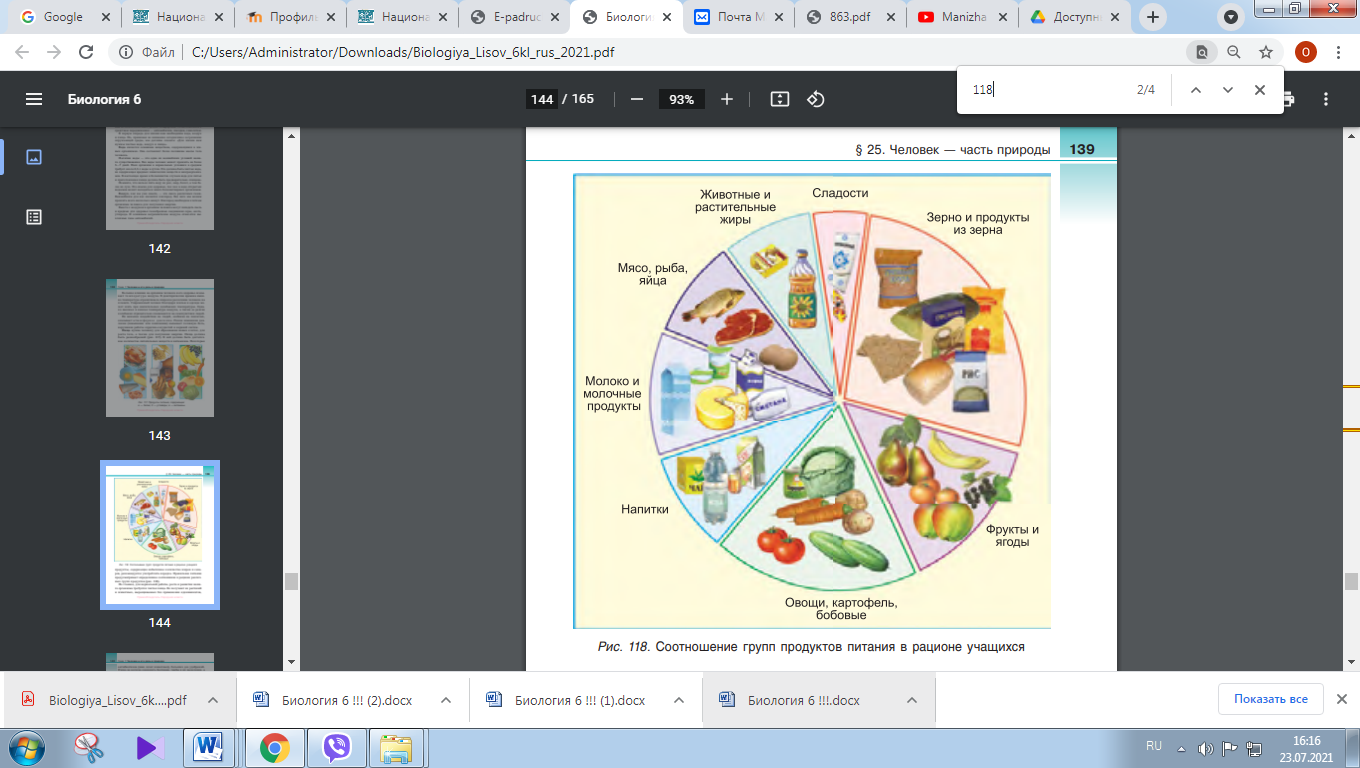 Google
Национа
Профиль
Национа
E-padruc
Биологи
Почта М
863.pdf
Manizha
Доступн
Файл
C:/Users/Administrator/Downloads/Biologiya_Lisov_6kl_rus_2021.pdf
О
118
2/4
Биология 6
144 / 165
93%
142
143
144
§ 25. Человек — часть природы 139
Животные и
растительные
жиры
Сладости
Зерно и продукты
из зерна
Мясо, рыба,
яйца
Молоко и
молочные
продукты
СМЕТАНА
РИС
Напитки
ЧАЙ
Фрукты и
ягоды
Овощи, картофель,
бобовые
Рис. 118. Соотношение групп продуктов питания в рационе учащихся
Biologiya_Lisov_6k....pdf
Биология 6 !!! (2).docx
Биология 6 !!! (1).docx
Биология 6 !!!.docx
Показать все
RU
16:16
23.07.2021